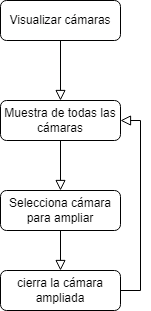 Visualizar cámaras
Muestra de todas las
cámaras
Selecciona cámara
para ampliar
cierra la cámara
ampliada